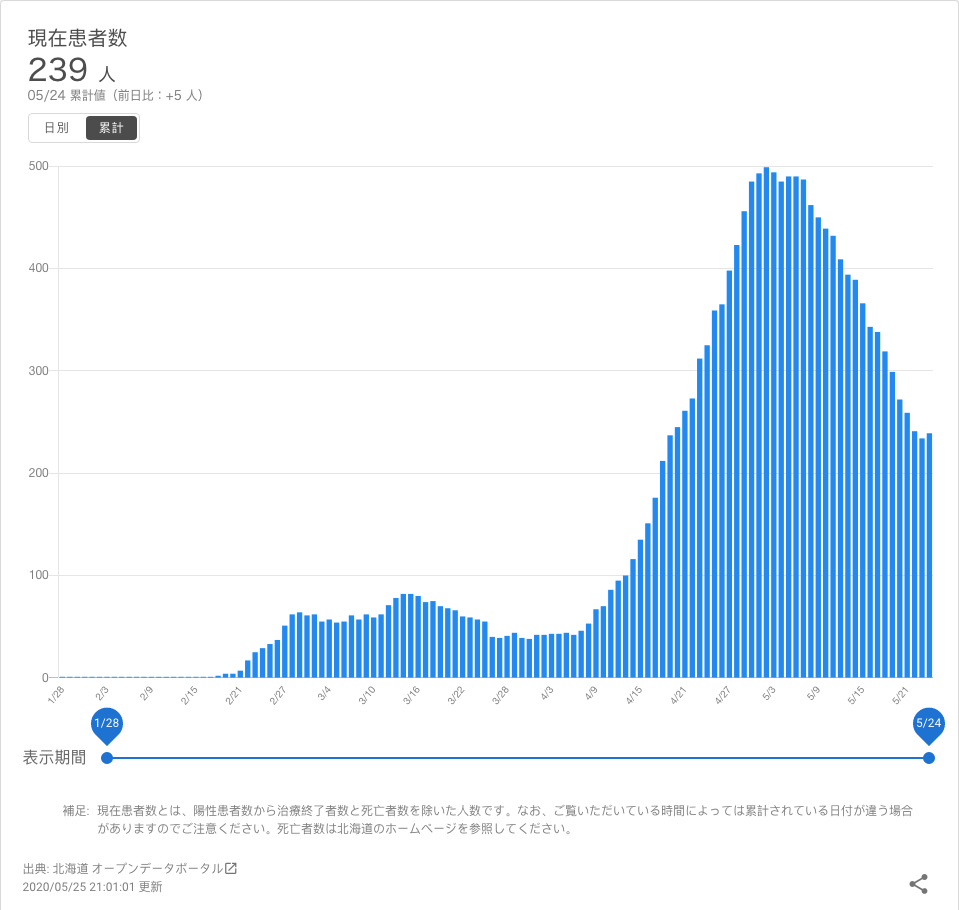 現在患者数
239 人
05/24 累計値（前日比：+5 人）
日別 累計
500
400
300
200
100
0
1/28 2/3 2/9 2/15 2/21 2/27 3/4 3/10 3/16 3/22 3/28 4/3 4/9 4/15 4/21 4/27 5/3 5/9 5/15 5/21
1/28 5/24
表示期間
補足: 現在患者数とは、陽性患者数から治療終了者数と死亡者数を除いた人数です。なお、ご覧いただいている時間によっては累計されている日付が違う場合
がありますのでご注意ください。死亡者数は北海道のホームページを参照してください。
出典: 北海道 オープンデータポータル
2020/05/25 21:01:01 更新